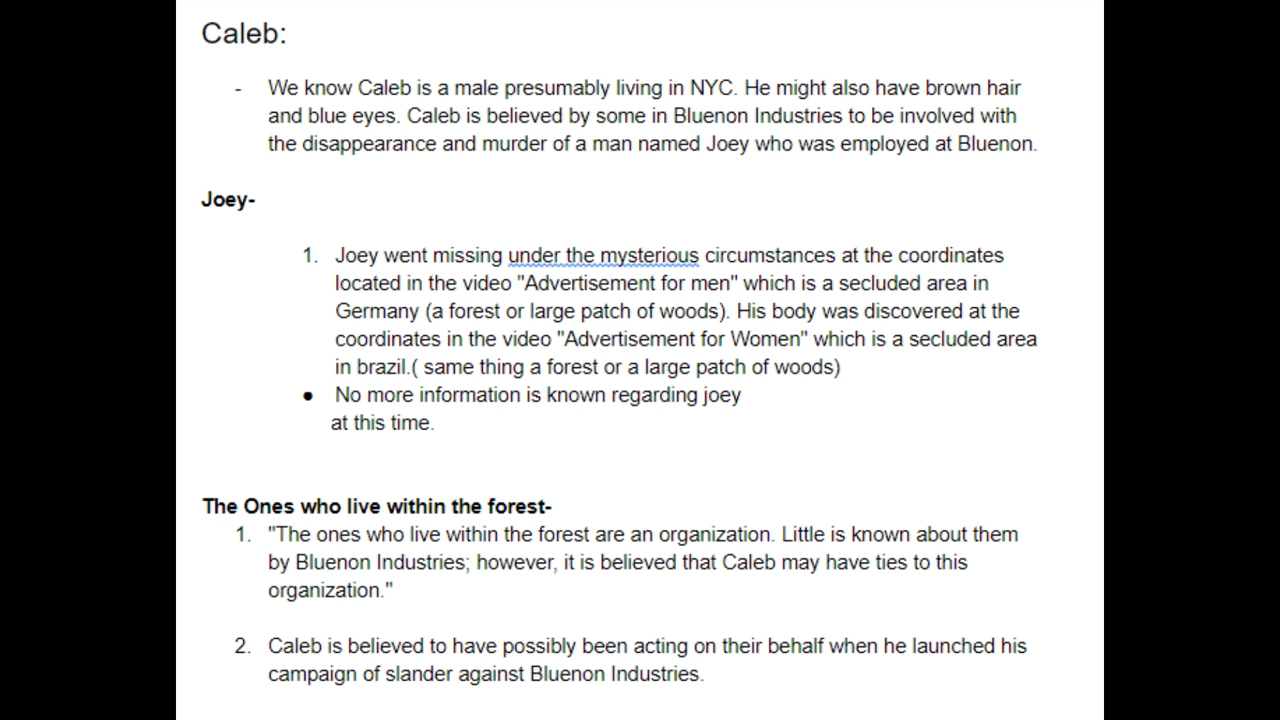 Caleb:
- We know Caleb is a male presumably living in NYC. He might also have brown hair
and blue eyes. Caleb is believed by some in Bluenon Industries to be involved with
the disappearance and murder of a man named Joey who was employed at Bluenon.
Joey-
1. Joey went missing under the mysterious circumstances at the coordinates
located in the video "Advertisement for men" which is a secluded area in
Germany (a forest or large patch of woods). His body was discovered at the
coordinates in the video "Advertisement for Women" which is a secluded area
in brazil.( same thing a forest or a large patch of woods)
● No more information is known regarding joey
at this time.
The Ones who live within the forest-
1. "The ones who live within the forest are an organization. Little is known about them
by Bluenon Industries; however, it is believed that Caleb may have ties to this
organization."
2. Caleb is believed to have possibly been acting on their behalf when he launched his
campaign of slander against Bluenon Industries.